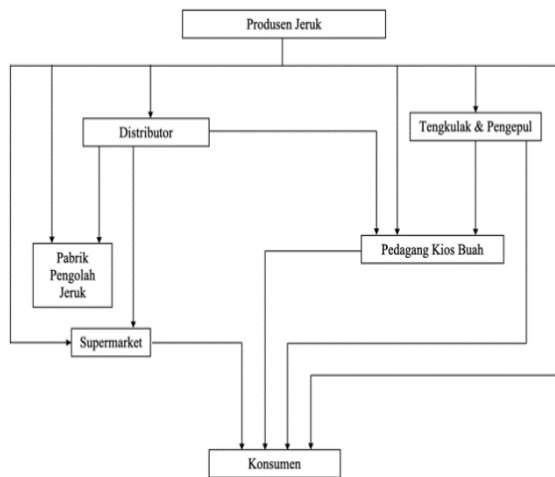 Produsen Jeruk
Distributor
Tengkulak & Pengepul
Pedagang Kios Buah
Pabrik
Pengolah
Jeruk
Supermarket
Konsumen